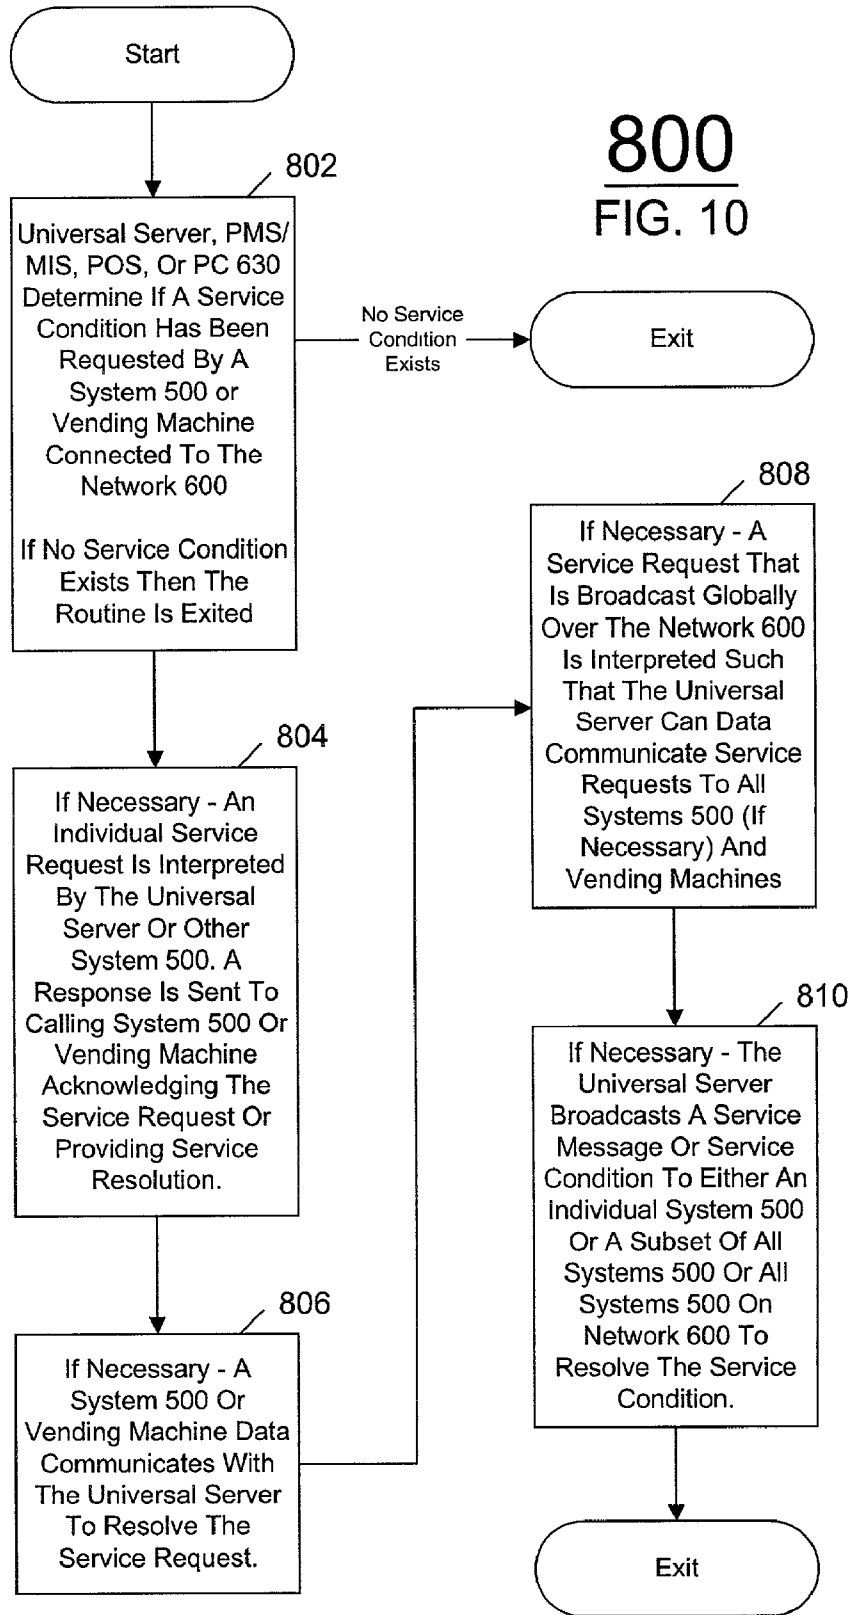 Start
800
FIG. 10
802
Universal Server, PMS/
MIS, POS, Or PC 630
Determine If A Service
Condition Has Been
Requested By A
System 500 or
Vending Machine
Connected To The
Network 600
If No Service Condition
Exists Then The
Routine Is Exited
No Service
Condition
Exists
Exit
804
If Necessary - An
Individual Service
Request Is Interpreted
By The Universal
Server Or Other
System 500. A
Response Is Sent To
Calling System 500 Or
Vending Machine
Acknowledging The
Service Request Or
Providing Service
Resolution.
806
If Necessary - A
System 500 Or
Vending Machine Data
Communicates With
The Universal Server
To Resolve The
Service Request.
808
If Necessary - A
Service Request That
Is Broadcast Globally
Over The Network 600
Is Interpreted Such
That The Universal
Server Can Data
Communicate Service
Requests To All
Systems 500 (If
Necessary) And
Vending Machines
810
If Necessary - The
Universal Server
Broadcasts A Service
Message Or Service
Condition To Either An
Individual System 500
Or A Subset Of All
Systems 500 Or All
Systems 500 On
Network 600 To
Resolve The Service
Condition.
Exit